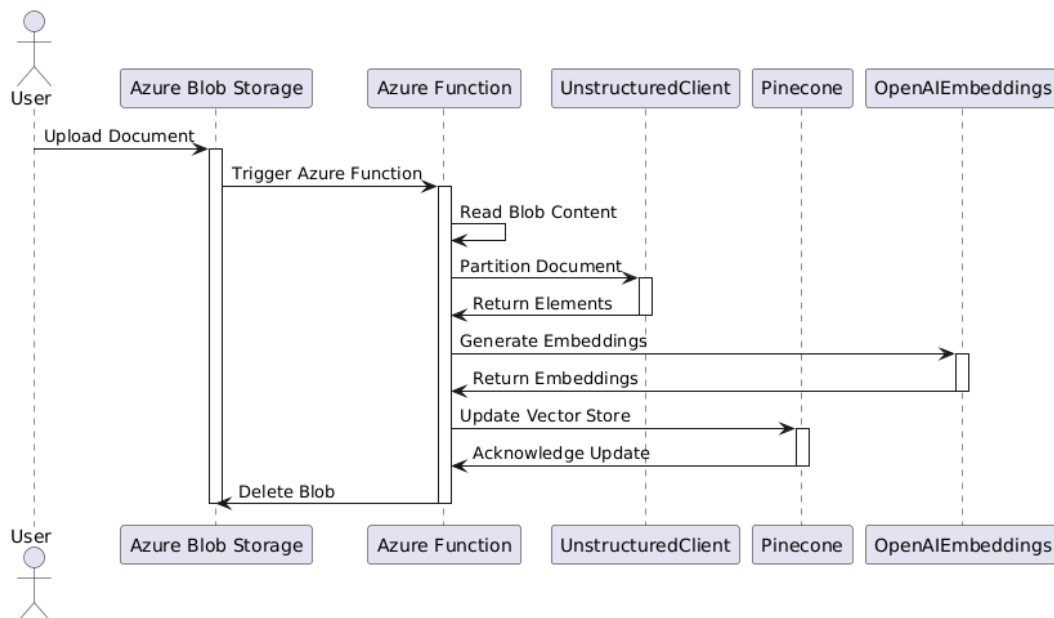 User
Azure Blob Storage
Azure Function
UnstructuredClient
Pinecone
OpenAIEmbeddings
Upload Document
Trigger Azure Function
Read Blob Content
Partition Document
Return Elements
Generate Embeddings
Return Embeddings
Update Vector Store
Acknowledge Update
Delete Blob
User
Azure Blob Storage
Azure Function
UnstructuredClient
Pinecone
OpenAIEmbeddings